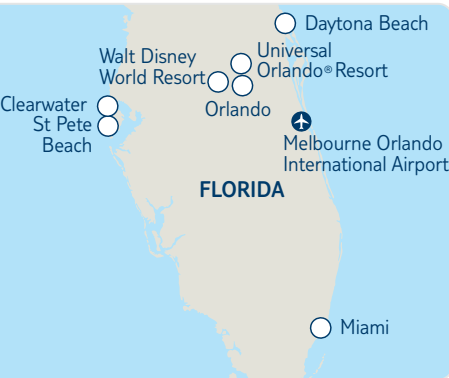 Daytona Beach
Walt Disney
World Resort
Universal
Orlando® Resort
Orlando
Clearwater
St Pete
Beach
Melbourne Orlando
International Airport
FLORIDA
Miami